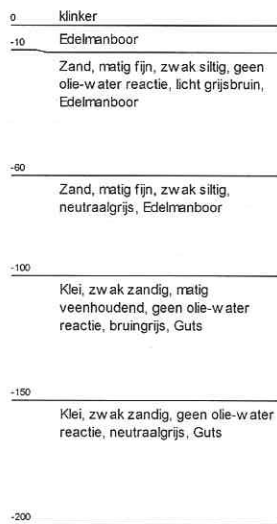 0 klinker
-10 Edelmanboor
Zand, matig fijn, zwak siltig, geen
olie-water reactie, licht grijsbruin,
Edelmanboor
-60
Zand, matig fijn, zwak siltig,
neutraalgrijs, Edelmanboor
-100
Klei, zwak zandig, matig
veenhoudend, geen olie-water
reactie, bruingrijs, Guts
-150
Klei, zwak zandig, geen olie-water
reactie, neutraalgrijs, Guts
-200